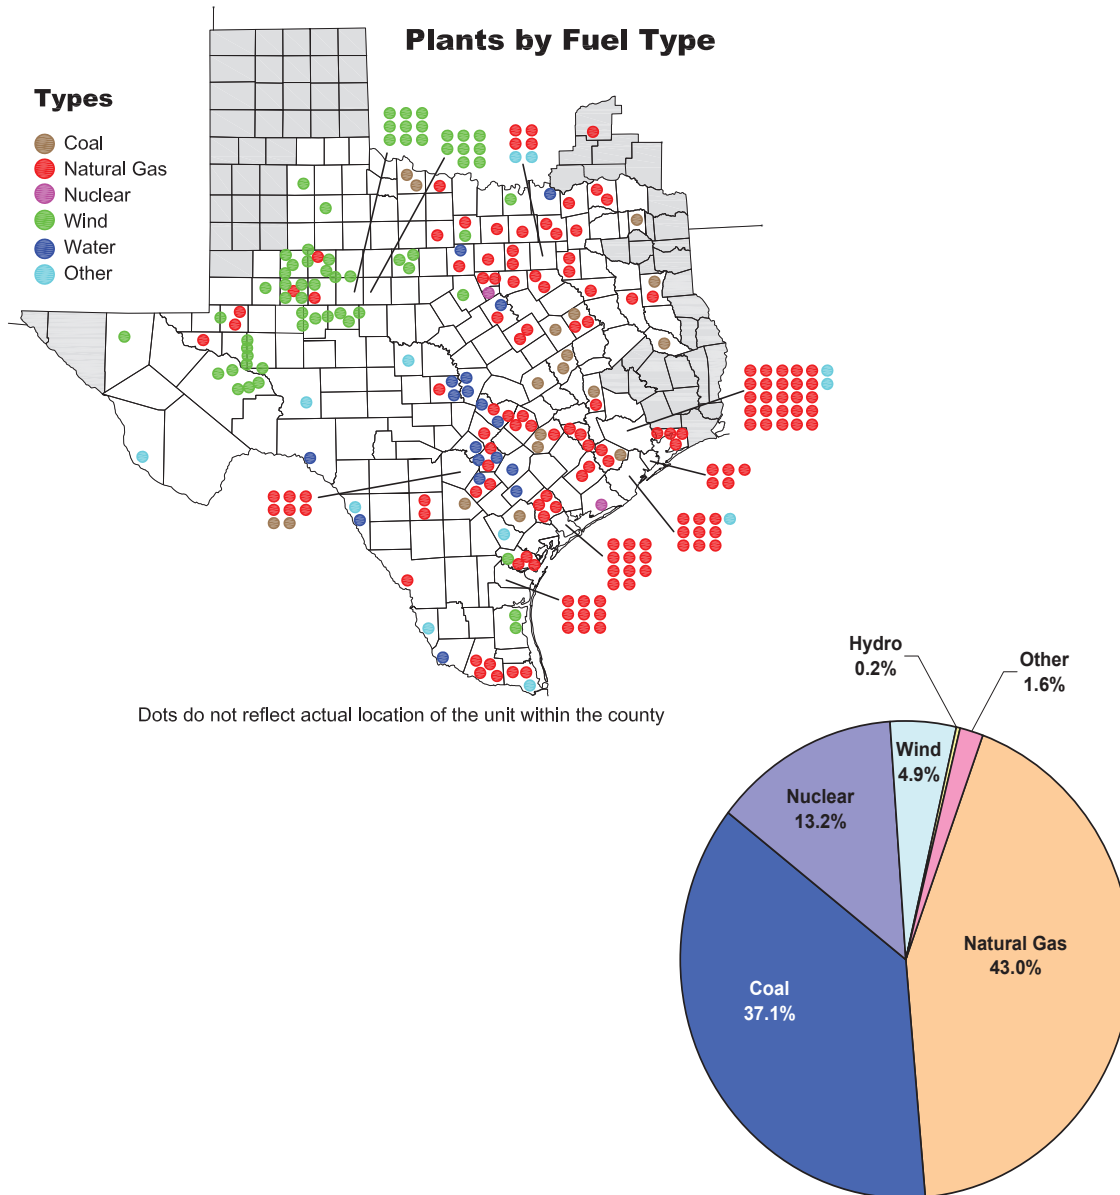 Plants by Fuel Type
Types
Coal
Natural Gas
Nuclear
Wind
Water
Other
Dots do not reflect actual location of the unit within the county
Hydro
0.2%
Other
1.6%
Wind
4.9%
Nuclear
13.2%
Natural Gas
43.0%
Coal
37.1%